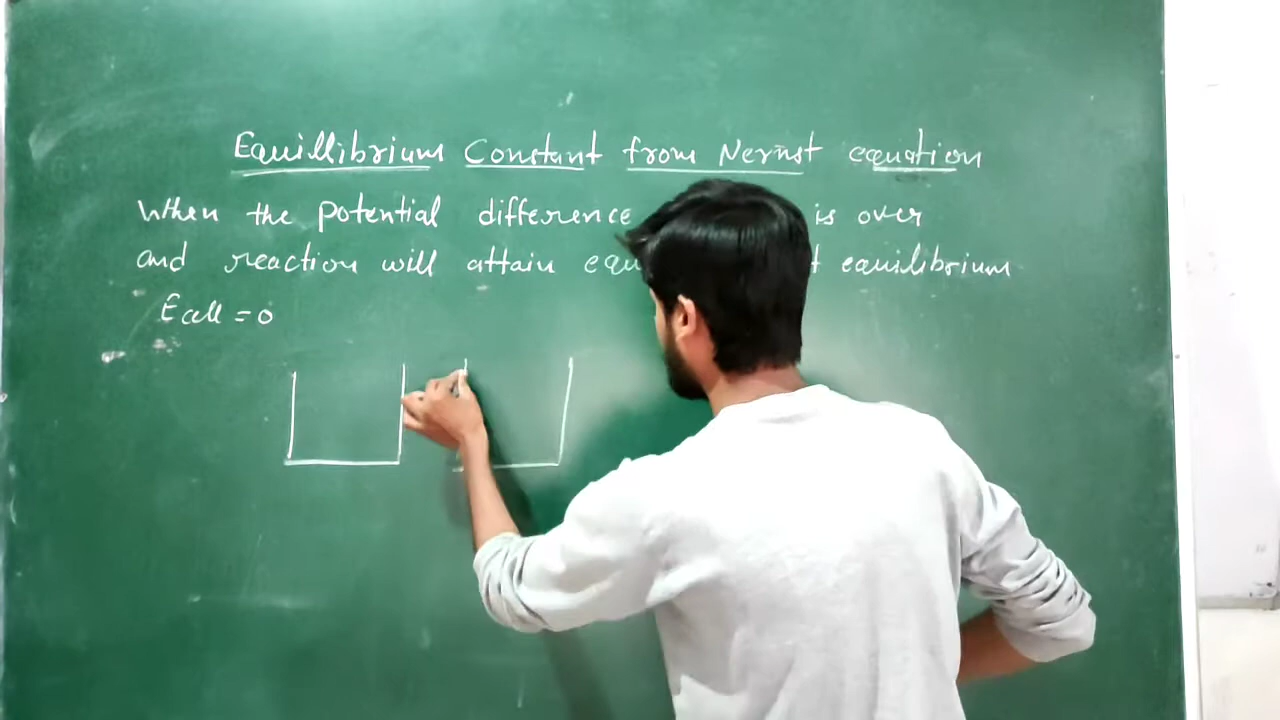 Equillibrium Constant from Nernst equation
When the potential difference is over
and reaction will attain equilibrium
Ecell = 0